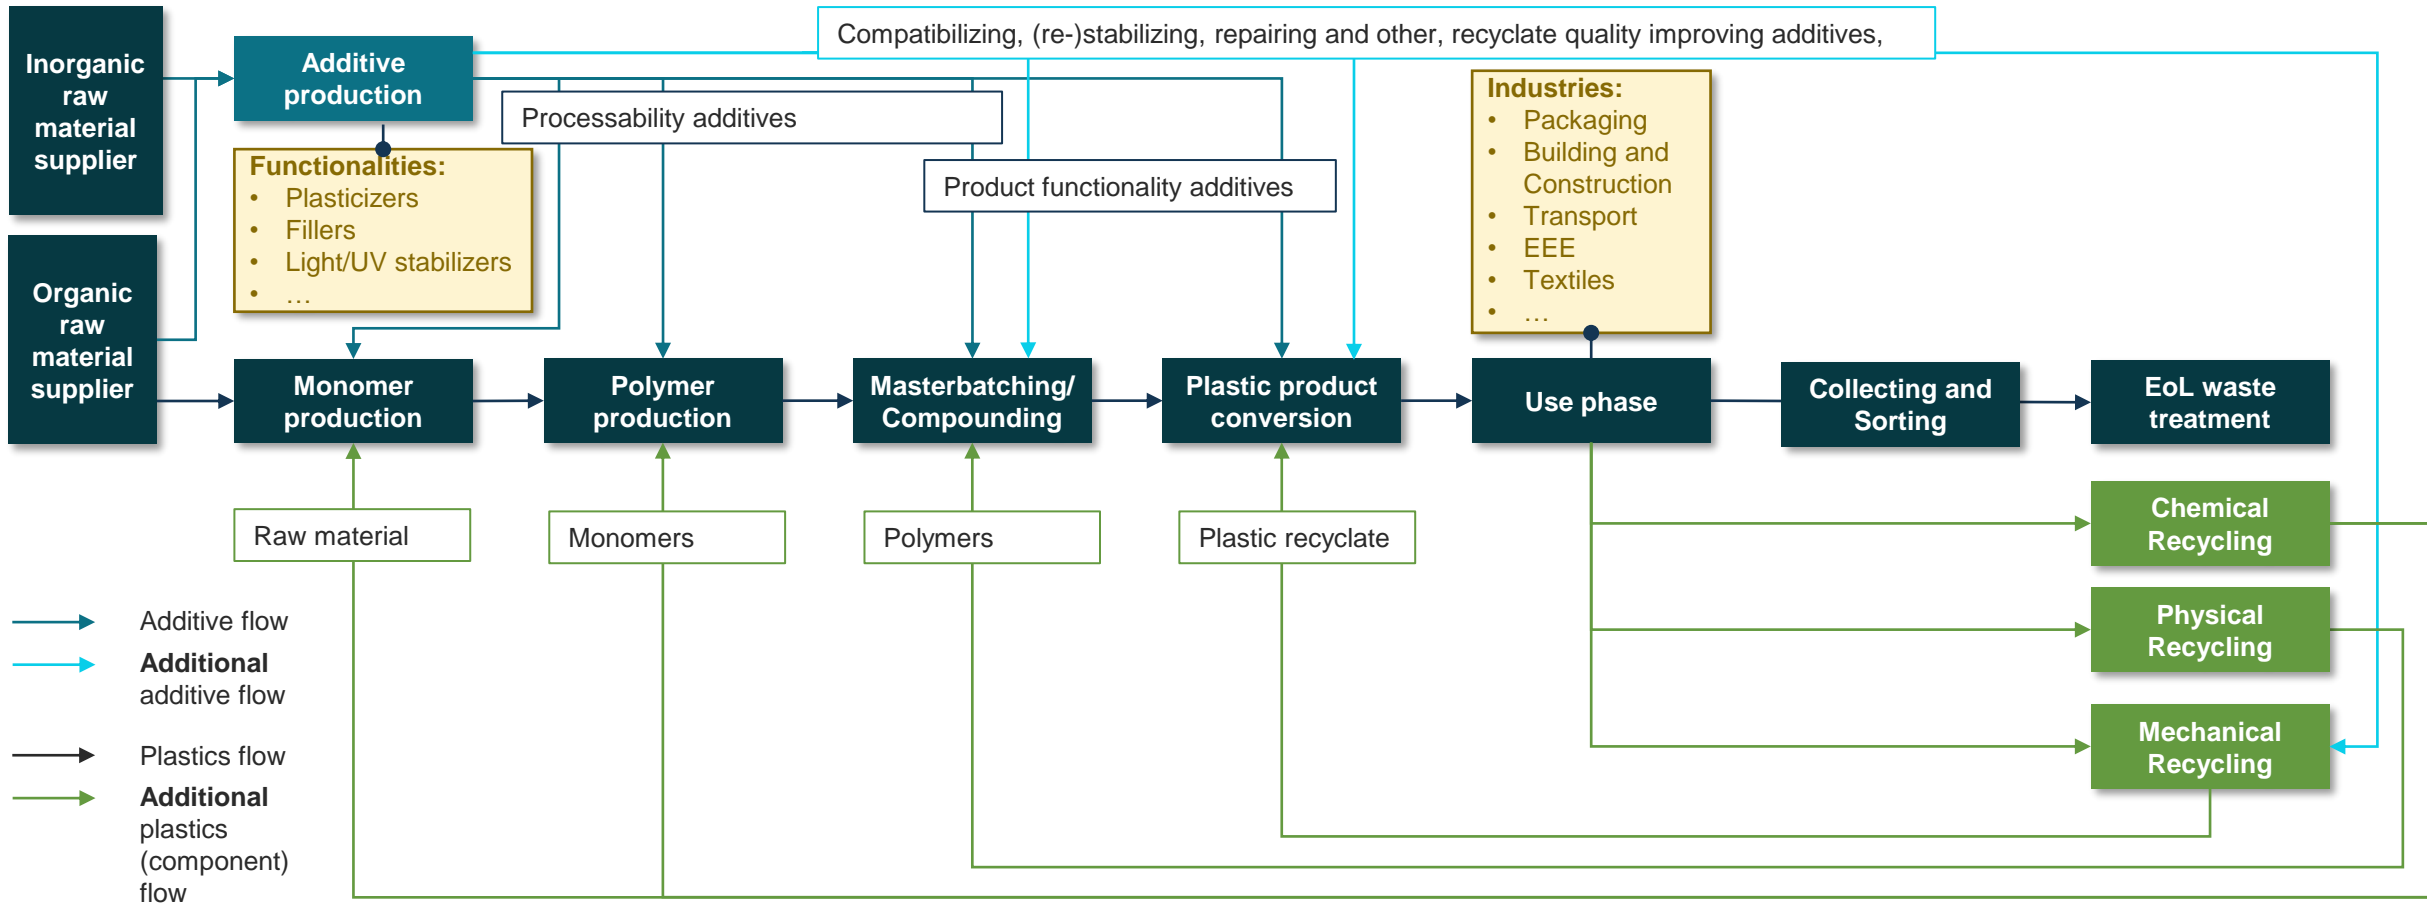 Compatibilizing, (re-)stabilizing, repairing and other, recyclate quality improving additives,
Inorganic
raw
material
supplier
Additive
production
Processability additives
Product functionality additives
Functionalities:
• Plasticizers
• Fillers
• Light/UV stabilizers
• …
Industries:
• Packaging
• Building and
Construction
• Transport
• EEE
• Textiles
• …
Organic
raw
material
supplier
Monomer
production
Polymer
production
Masterbatching/
Compounding
Plastic product
conversion
Use phase
Collecting and
Sorting
EoL waste
treatment
Raw material
Monomers
Polymers
Plastic recyclate
Chemical
Recycling
Physical
Recycling
Mechanical
Recycling
Additive flow
Additional
additive flow
Plastics flow
Additional
plastics
(component)
flow